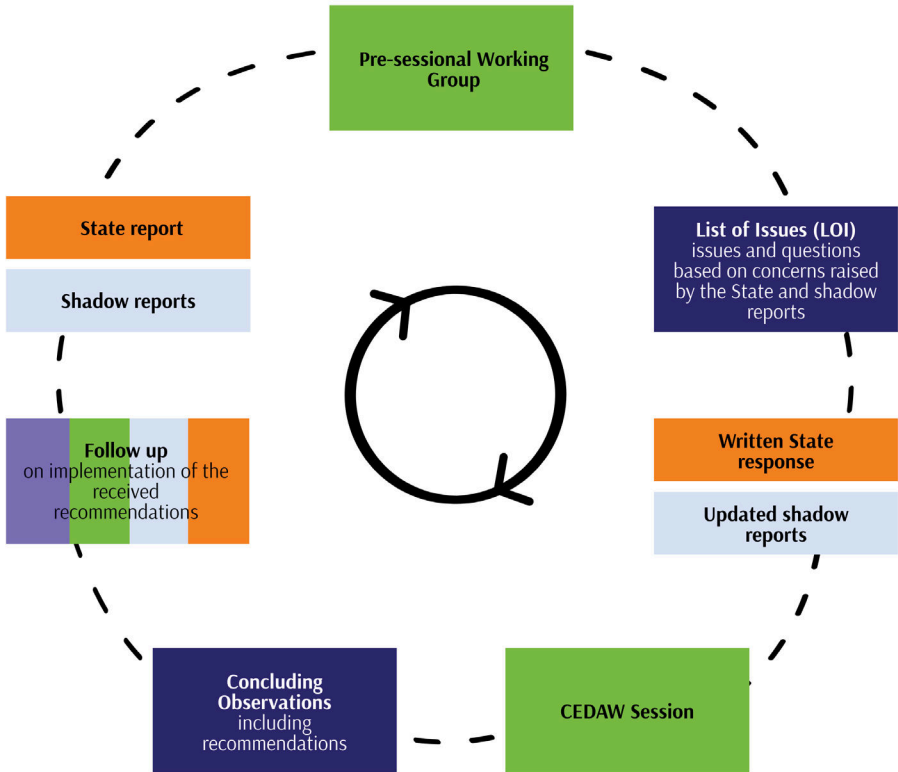 Pre-sessional Working
Group
State report
Shadow reports
List of Issues (LOI)
issues and questions
based on concerns raised
by the State and shadow
reports
Follow up
on implementation of the
received
recommendations
Written State
response
Updated shadow
reports
Concluding
Observations
including
recommendations
CEDAW Session